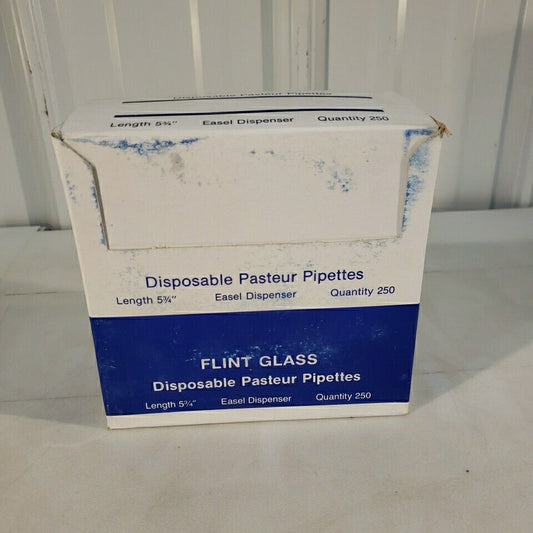 Disposable Pasteur Pipettes
Length 5¾" Easel Dispenser Quantity 250
Disposable Pasteur Pipettes
Length 5¾" Easel Dispenser Quantity 250
FLINT GLASS
Disposable Pasteur Pipettes
Length 5¾" Easel Dispenser Quantity 250